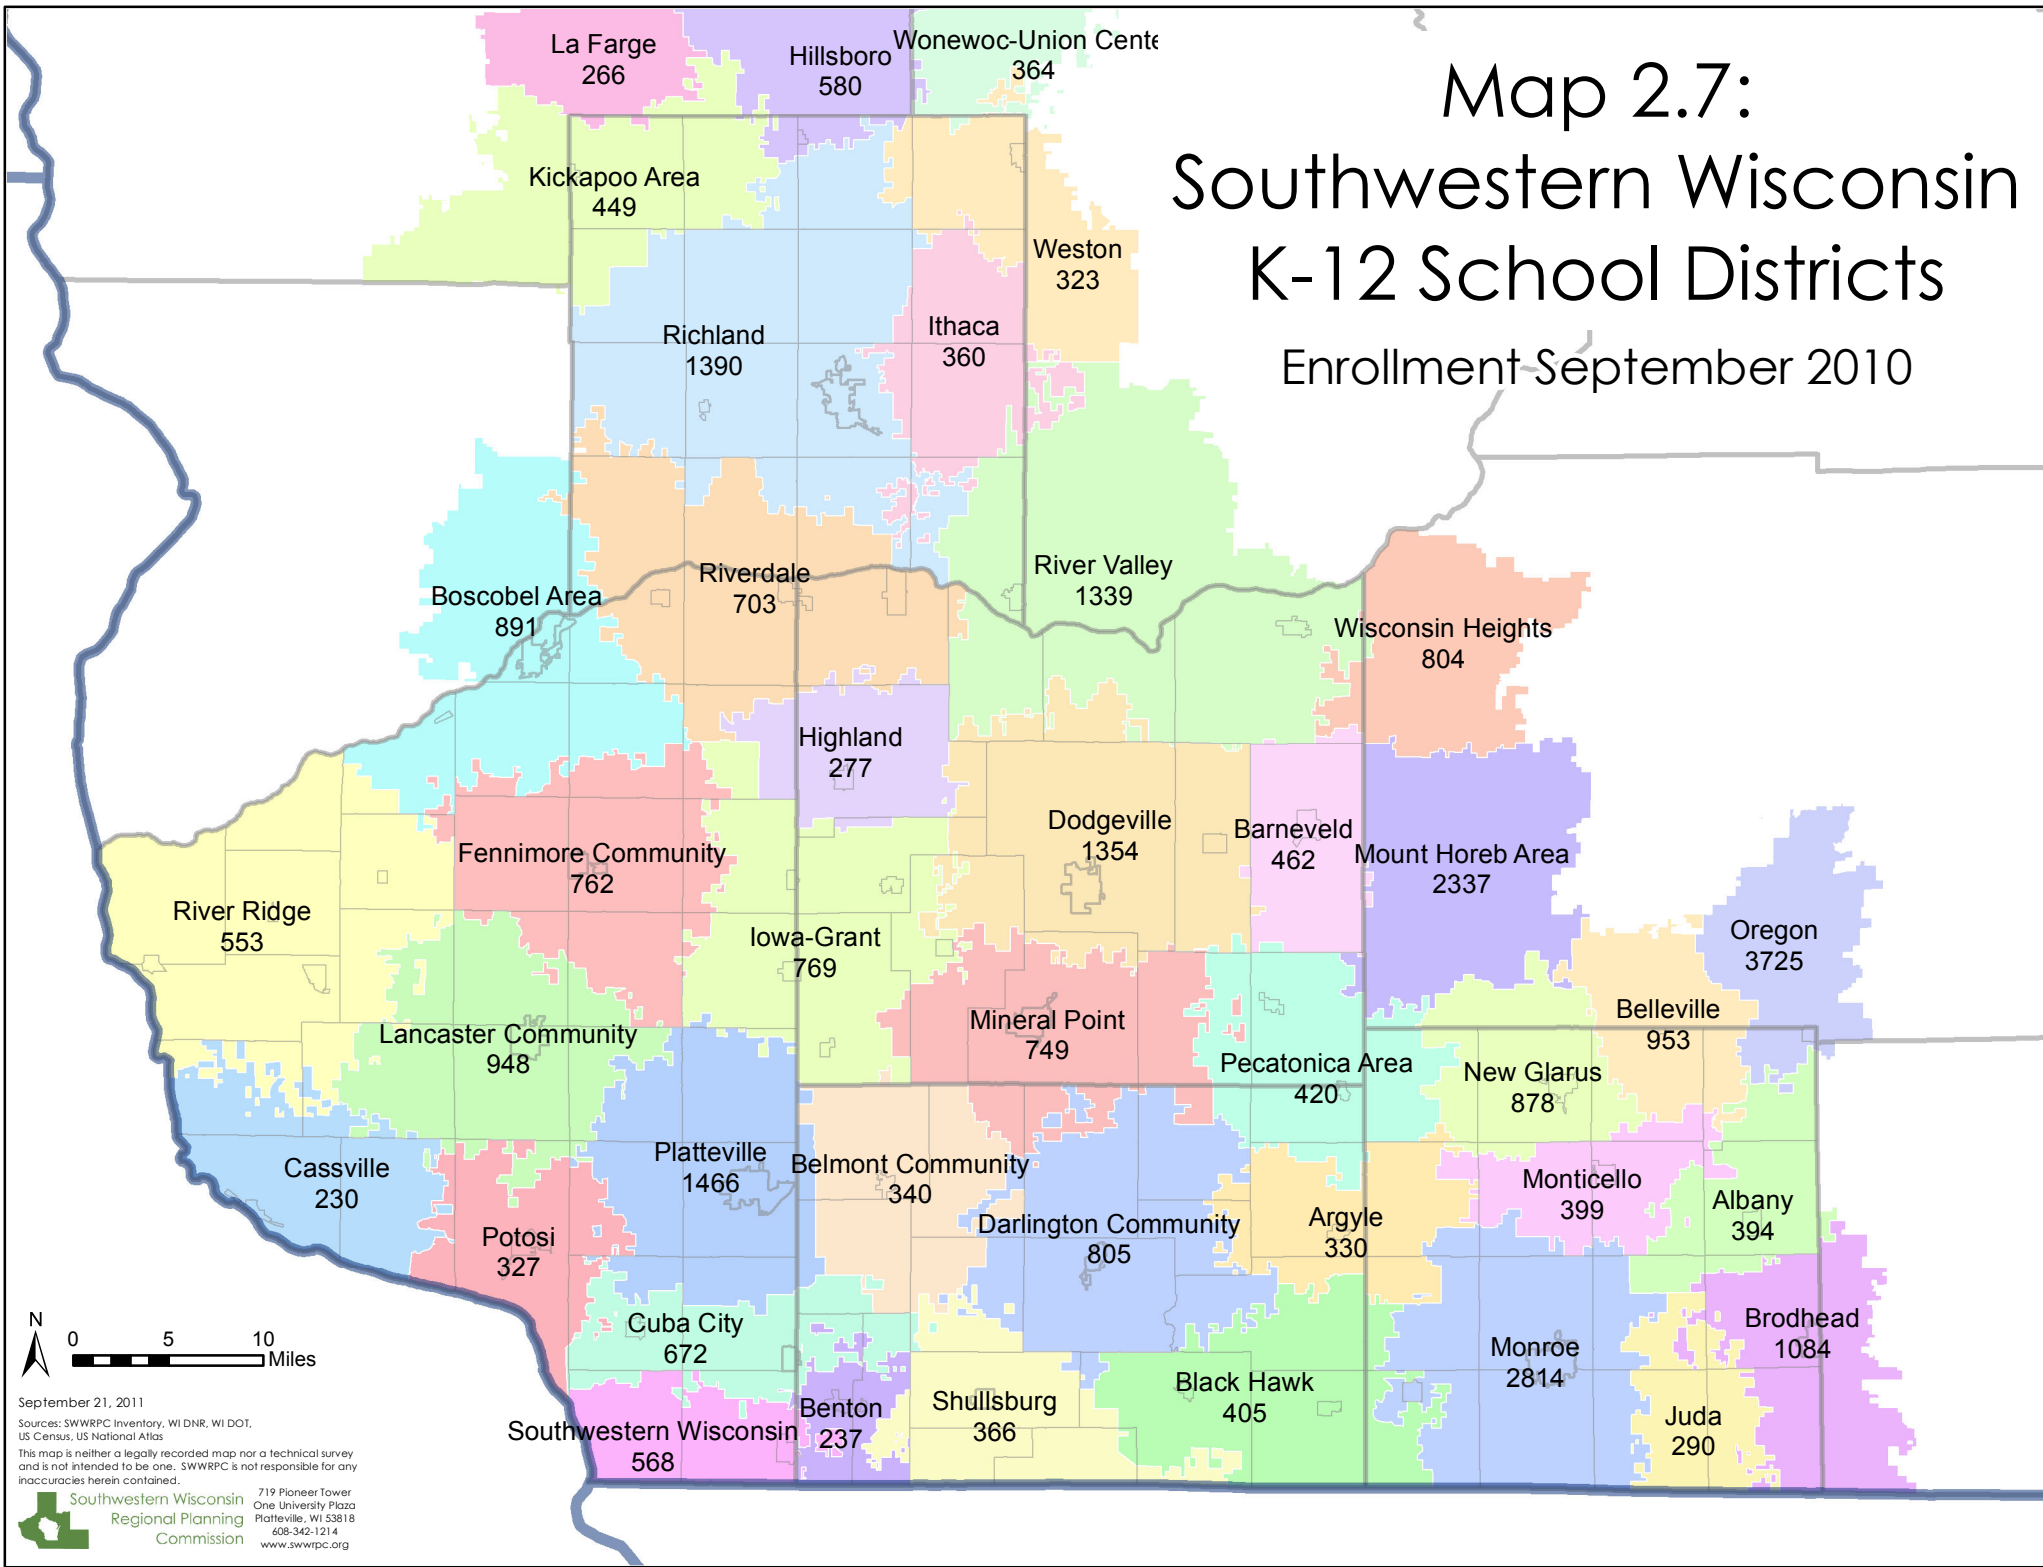 Map 2.7:
Southwestern Wisconsin
K-12 School Districts
Enrollment September 2010
La Farge
266
Hillsboro
580
Wonewoc-Union Cente
364
Kickapoo Area
449
Weston
323
Richland
1390
Ithaca
360
Boscobel Area
891
Riverdale
703
River Valley
1339
Wisconsin Heights
804
Highland
277
Dodgeville
1354
Barneveld
462
Mount Horeb Area
2337
Fennimore Community
762
River Ridge
553
Iowa-Grant
769
Oregon
3725
Lancaster Community
948
Mineral Point
749
Pecatonica Area
420
New Glarus
878
Belleville
953
Cassville
230
Platteville
1466
Belmont Community
340
Darlington Community
805
Argyle
330
Monticello
399
Albany
394
Potosi
327
Cuba City
672
Southwestern Wisconsin
568
Benton
237
Shullsburg
366
Black Hawk
405
Monroe
2814
Juda
290
Brodhead
1084
N
0 5 10
Miles
September 21, 2011
Sources: SWWRPC Inventory, WI DNR, WI DOT,
US Census, US National Atlas
This map is neither a legally recorded map nor a technical survey
and is not intended to be one. SWWRPC is not responsible for any
inaccuracies herein contained.
Southwestern Wisconsin
Regional Planning
Commission
719 Pioneer Tower
One University Plaza
Platteville, WI 53818
608-342-1214
www.swwrpc.org